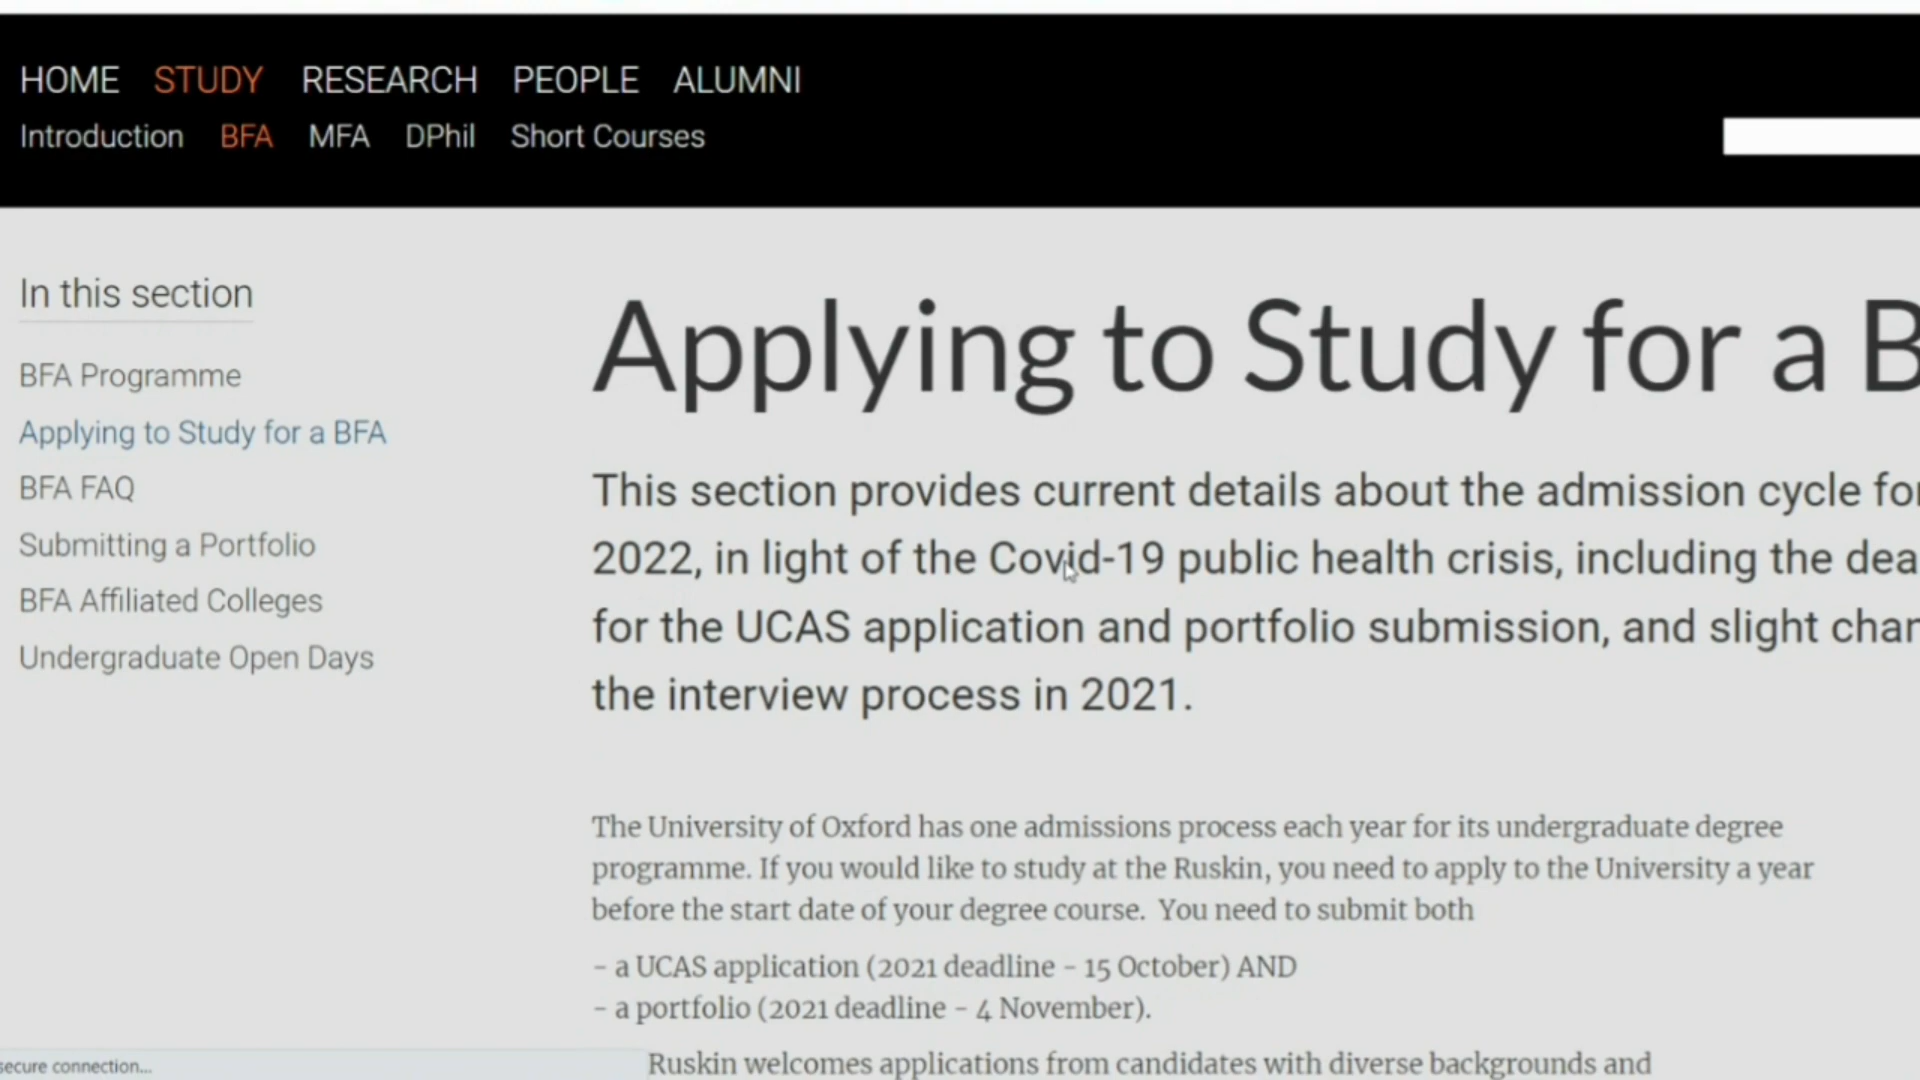 HOME STUDY RESEARCH PEOPLE ALUMNI
Introduction BFA MFA DPhil Short Courses
In this section
BFA Programme
Applying to Study for a BFA
BFA FAQ
Submitting a Portfolio
BFA Affiliated Colleges
Undergraduate Open Days
Applying to Study for a B
This section provides current details about the admission cycle for
2022, in light of the Covid-19 public health crisis, including the dea
for the UCAS application and portfolio submission, and slight chan
the interview process in 2021.
The University of Oxford has one admissions process each year for its undergraduate degree
programme. If you would like to study at the Ruskin, you need to apply to the University a year
before the start date of your degree course. You need to submit both
- a UCAS application (2021 deadline - 15 October) AND
- a portfolio (2021 deadline - 4 November).
Ruskin welcomes applications from candidates with diverse backgrounds and
secure connection...